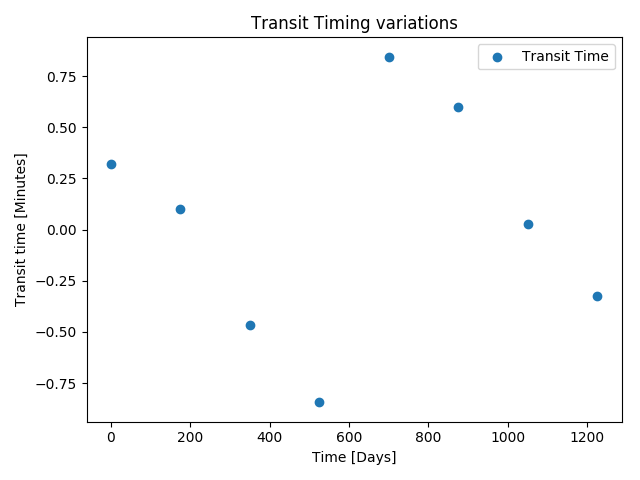 Transit Timing variations
Transit Time
Transit time [Minutes]
0.75
0.50
0.25
0.00
−0.25
−0.50
−0.75
0 200 400 600 800 1000 1200
Time [Days]